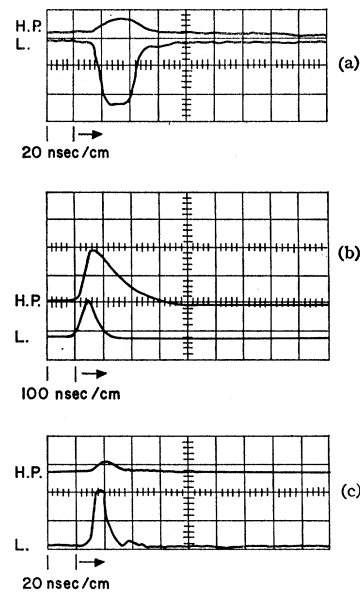 H.P.
L.
(a)
20 nsec/cm
(b)
H.P.
L.
100 nsec/cm
H.P.
(c)
L.
20 nsec/cm